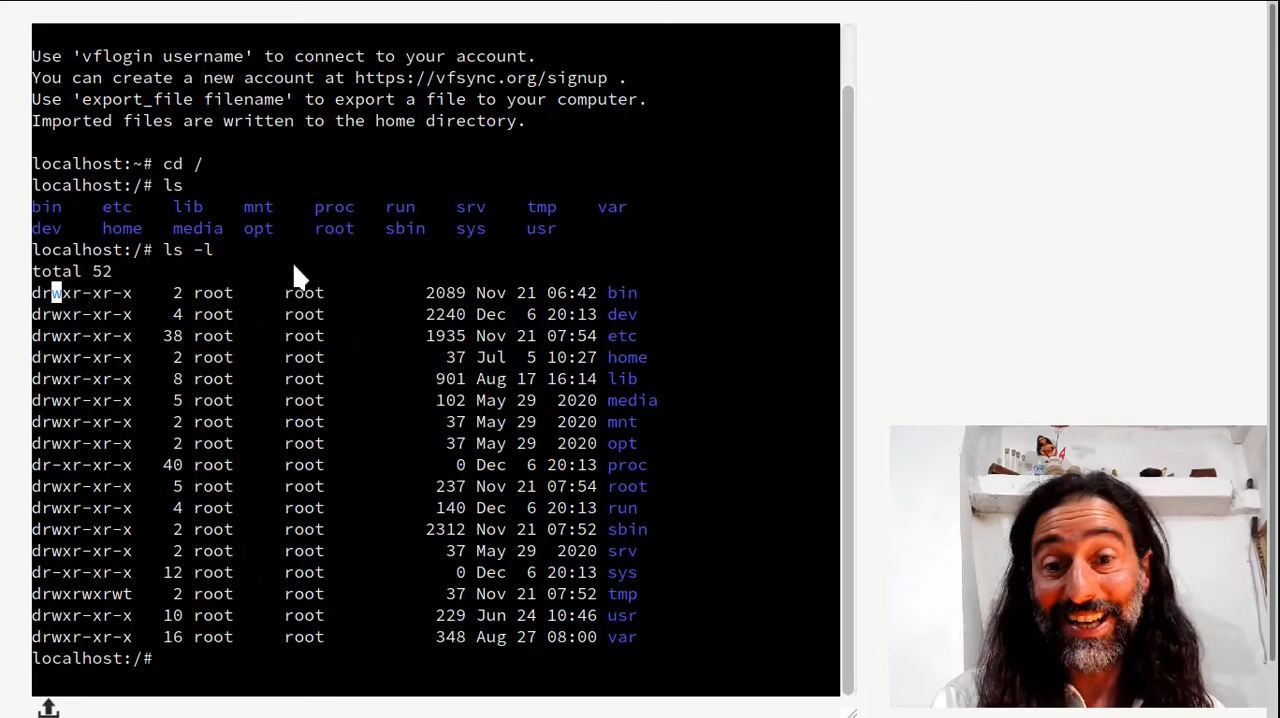 Use 'vflogin username' to connect to your account.
You can create a new account at https://vfsync.org/signup .
Use 'export_file filename' to export a file to your computer.
Imported files are written to the home directory.
localhost:~# cd /
localhost:/# ls
bin etc lib mnt proc run srv tmp var
dev home media opt root sbin sys usr
localhost:/# ls -l
total 52
drwxr-xr-x 2 root root 2089 Nov 21 06:42 bin
drwxr-xr-x 4 root root 2240 Dec 6 20:13 dev
drwxr-xr-x 38 root root 1935 Nov 21 07:54 etc
drwxr-xr-x 2 root root 37 Jul 5 10:27 home
drwxr-xr-x 8 root root 901 Aug 17 16:14 lib
drwxr-xr-x 5 root root 102 May 29 2020 media
drwxr-xr-x 2 root root 37 May 29 2020 mnt
drwxr-xr-x 2 root root 37 May 29 2020 opt
dr-xr-xr-x 40 root root 0 Dec 6 20:13 proc
drwxr-xr-x 5 root root 237 Nov 21 07:54 root
drwxr-xr-x 4 root root 140 Dec 6 20:13 run
drwxr-xr-x 2 root root 2312 Nov 21 07:52 sbin
drwxr-xr-x 2 root root 37 May 29 2020 srv
dr-xr-xr-x 12 root root 0 Dec 6 20:13 sys
drwxrwxrwt 2 root root 37 Nov 21 07:52 tmp
drwxr-xr-x 10 root root 229 Jun 24 10:46 usr
drwxr-xr-x 16 root root 348 Aug 27 08:00 var
localhost:/#